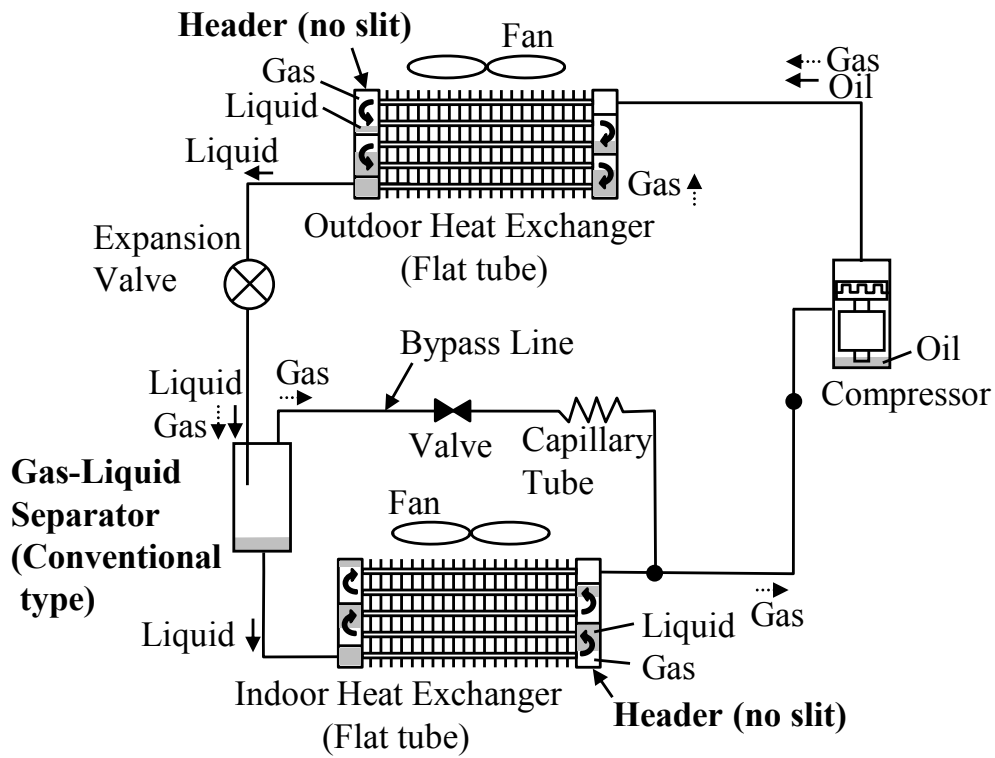 Header (no slit)
Fan
Gas
Liquid
Gas
Oil
Liquid
Gas
Outdoor Heat Exchanger
(Flat tube)
Expansion
Valve
Bypass Line
Oil
Compressor
Liquid
Gas
Gas
Valve
Capillary
Tube
Gas-Liquid
Separator
(Conventional
type)
Fan
Gas
Liquid
Liquid
Gas
Indoor Heat Exchanger
(Flat tube)
Header (no slit)